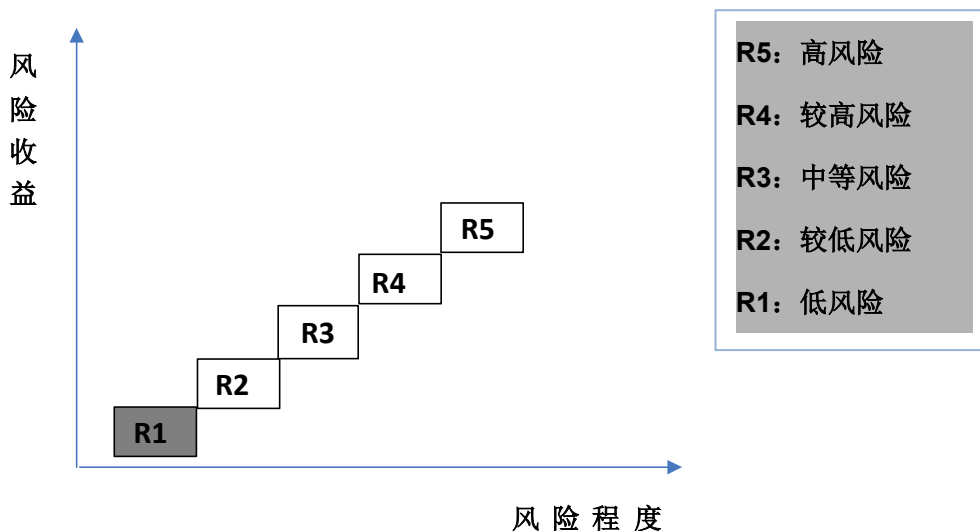 风
险
收
益
R5：高风险
R4：较高风险
R3：中等风险
R2：较低风险
R1：低风险
R5
R4
R3
R2
R1
风 险 程 度